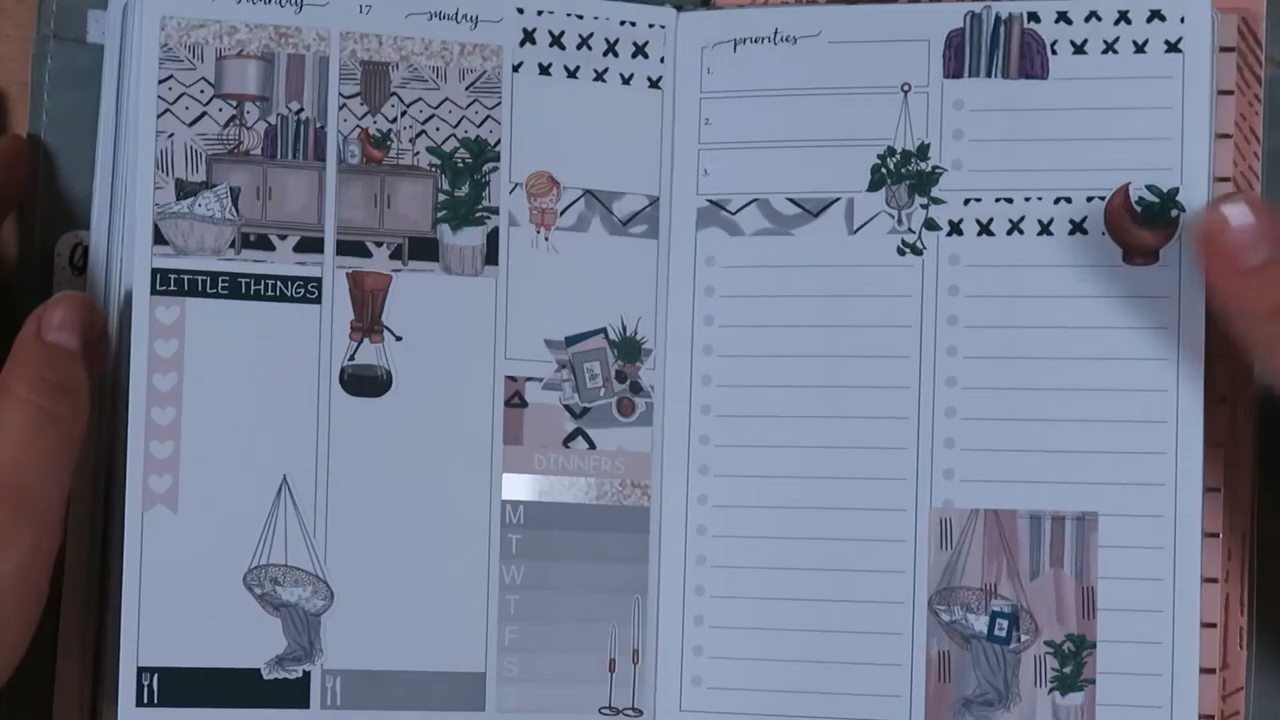 17
sunday
priorities
1.
2.
3.
LITTLE THINGS
DINNERS
M
T
W
T
F
S